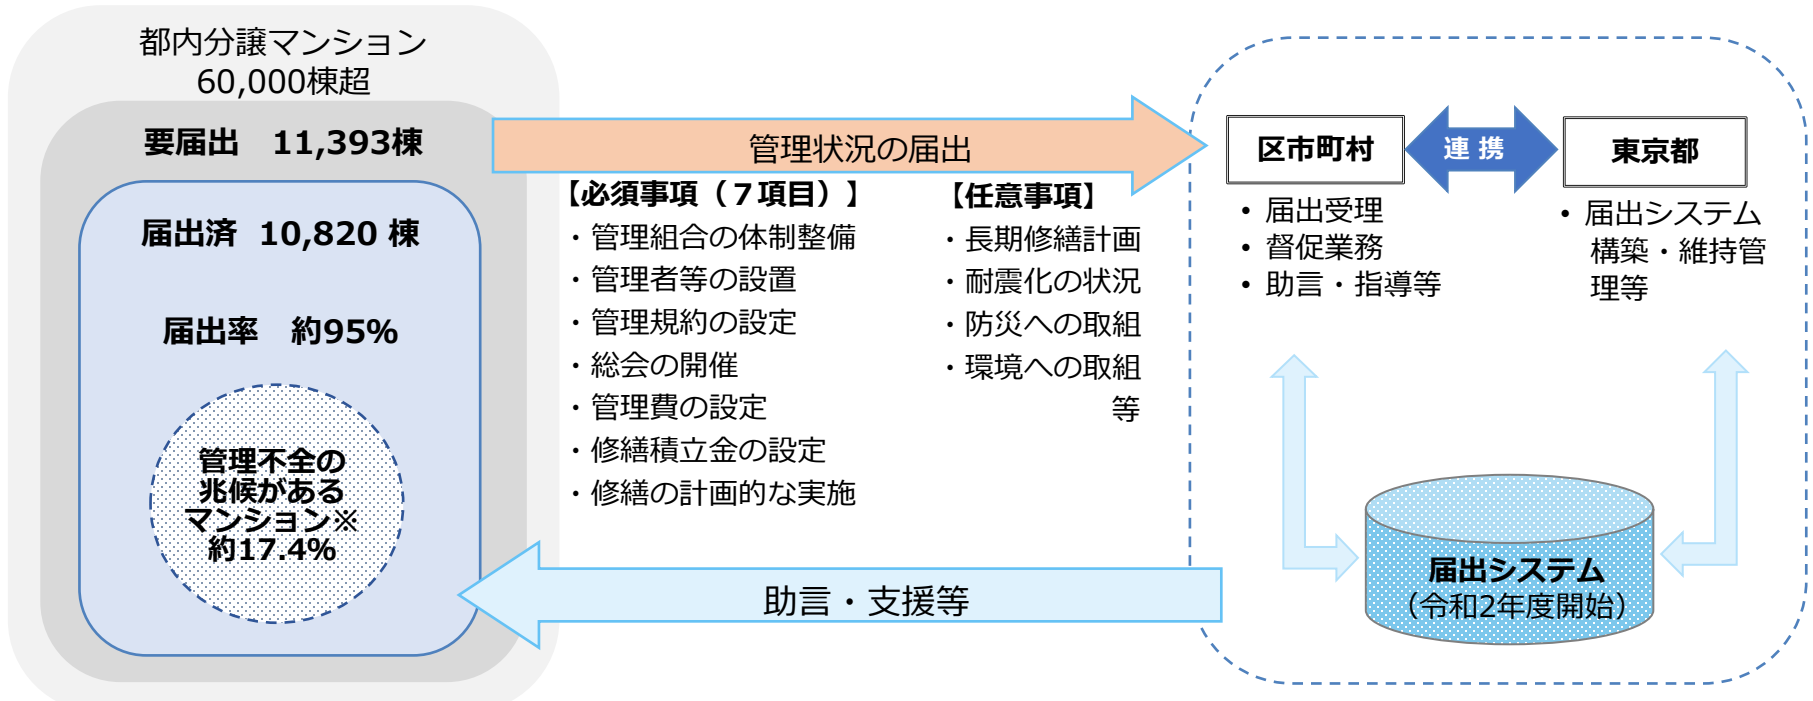 都内分譲マンション
60,000棟超
要届出　11,393棟
届出済 10,820 棟
届出率　約95%
管理不全の
兆候がある
マンション※
約17.4%
管理状況の届出
【必須事項（７項目）】
・管理組合の体制整備
・管理者等の設置
・管理規約の設定
・総会の開催
・管理費の設定
・修繕積立金の設定
・修繕の計画的な実施
【任意事項】
・長期修繕計画
・耐震化の状況
・防災への取組
・環境への取組
等
助言・支援等
区市町村
連 携
東京都
• 届出受理
• 督促業務
• 助言・指導等
• 届出システム
構築・維持管
理等
届出システム
（令和2年度開始）